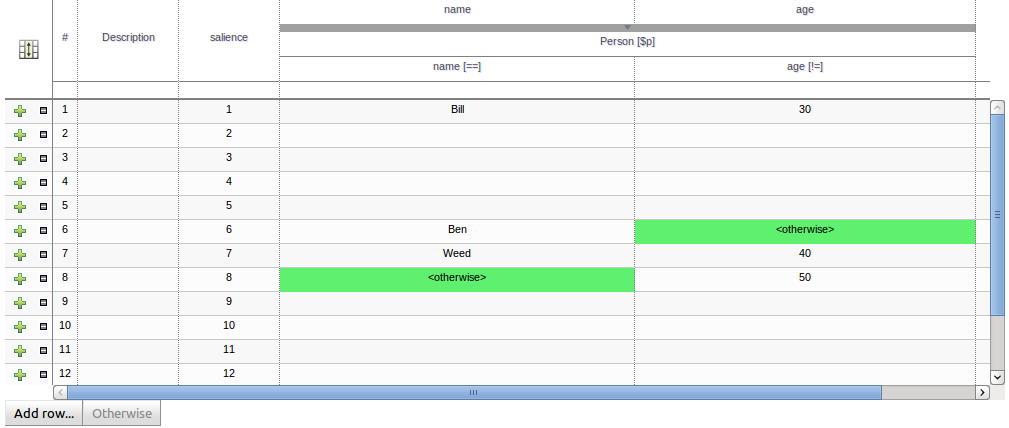 name age
# Description salience Person [$p]
name [==] age [!=]
1 1 Bill 30
2 2
3 3
4 4
5 5
6 6 Ben <otherwise>
7 7 Weed 40
8 8 <otherwise> 50
9 9
10 10
11 11
12 12
Add row... Otherwise